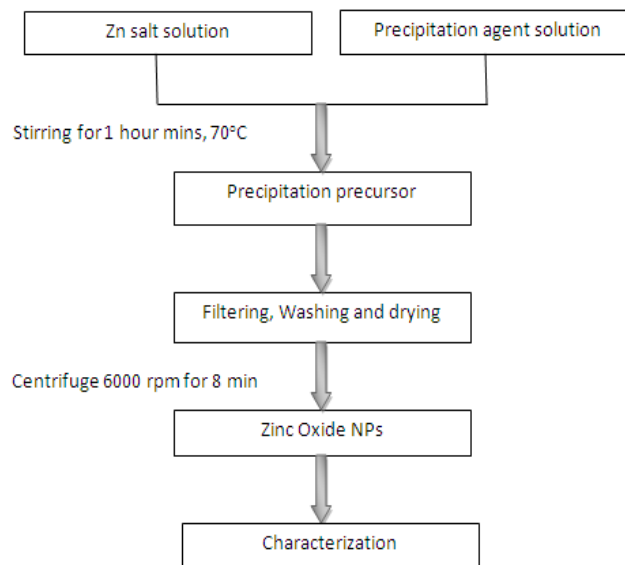 Zn salt solution
Precipitation agent solution
Stirring for 1 hour mins, 70°C
Precipitation precursor
Filtering, Washing and drying
Centrifuge 6000 rpm for 8 min
Zinc Oxide NPs
Characterization